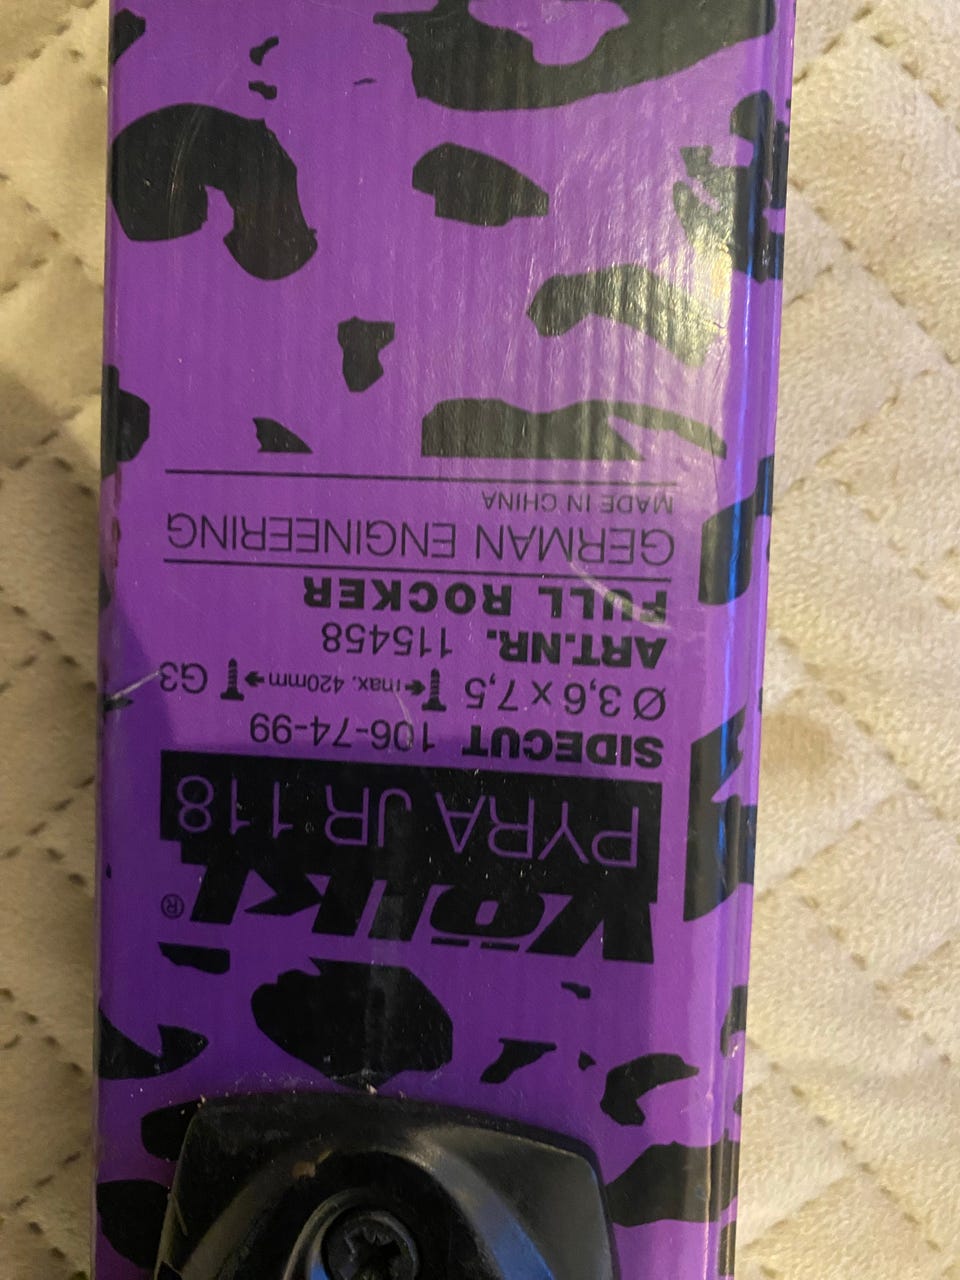 Völkl®
PYRA JR 118
SIDECUT 106-74-99
Ø 3,6 x 7,5 max. 420mm G3
ART.NR. 115458
FULL ROCKER
GERMAN ENGINEERING
MADE IN CHINA